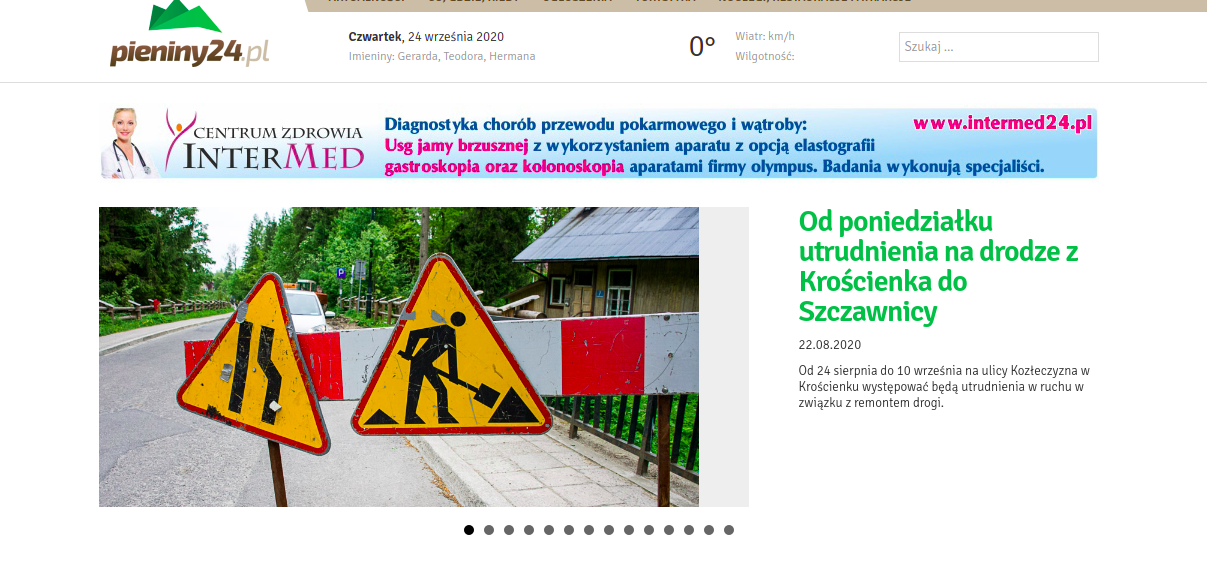 pieniny24.pl
Czwartek, 24 września 2020
Imieniny: Gerarda, Teodora, Hermana
0°
Wiatr: km/h
Wilgotność:
Szukaj ...
CENTRUM ZDROWIA
INTERMED
Diagnostyka chorób przewodu pokarmowego i wątroby:
www.intermed24.pl
Usg jamy brzusznej z wykorzystaniem aparatu z opcją elastografii
gastroskopia oraz kolonoskopia aparatami firmy olympus. Badania wykonują specjaliści.
P
Od poniedziałku
utrudnienia na drodze z
Krościenka do
Szczawnicy
22.08.2020
Od 24 sierpnia do 10 września na ulicy Kozłeczyzna w
Krościenku występować będą utrudnienia w ruchu w
związku z remontem drogi.